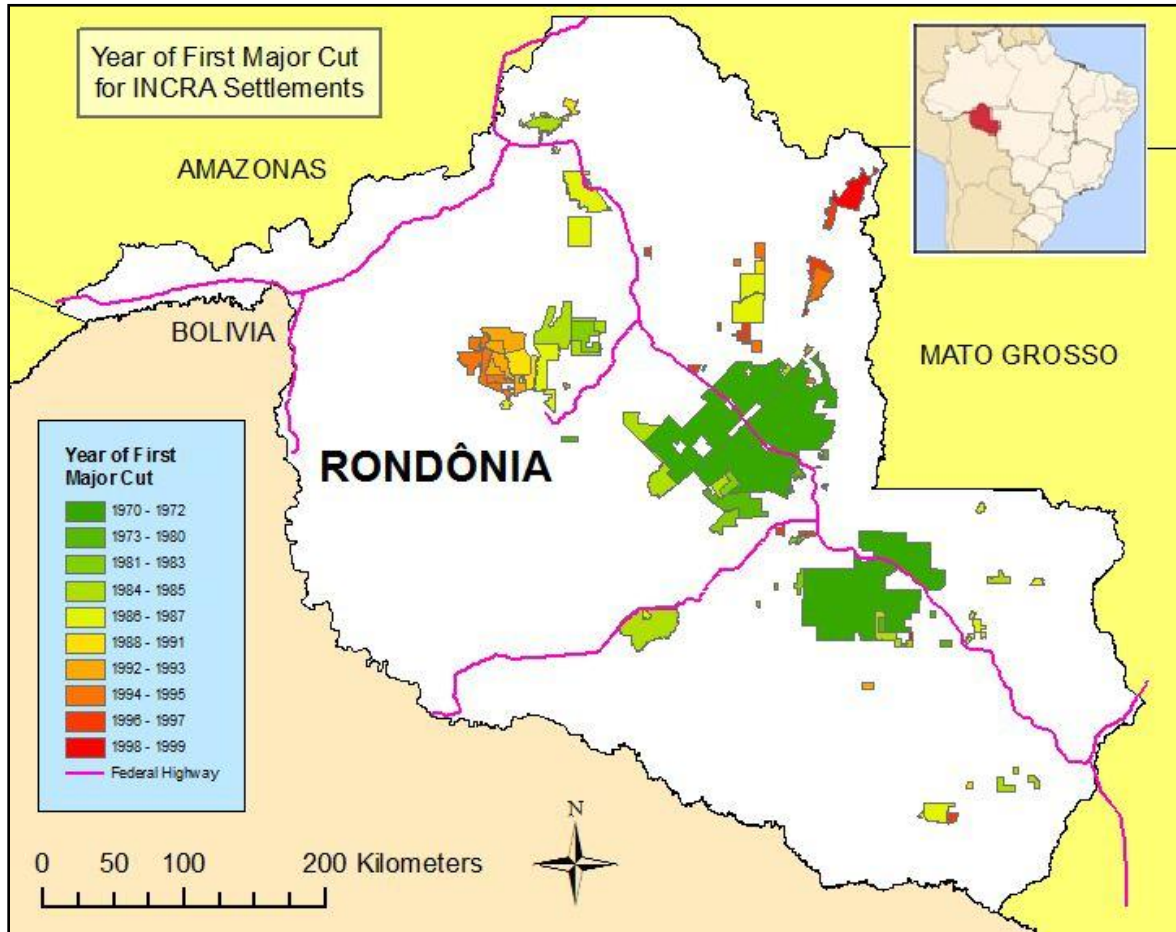 Year of First Major Cut
for INCRA Settlements
AMAZONAS
BOLIVIA
MATO GROSSO
RONDÔNIA
Year of First
Major Cut
1970 - 1972
1973 - 1980
1981 - 1983
1984 - 1985
1986 - 1987
1988 - 1991
1992 - 1993
1994 - 1995
1996 - 1997
1998 - 1999
Federal Highway
N
0 50 100 200 Kilometers